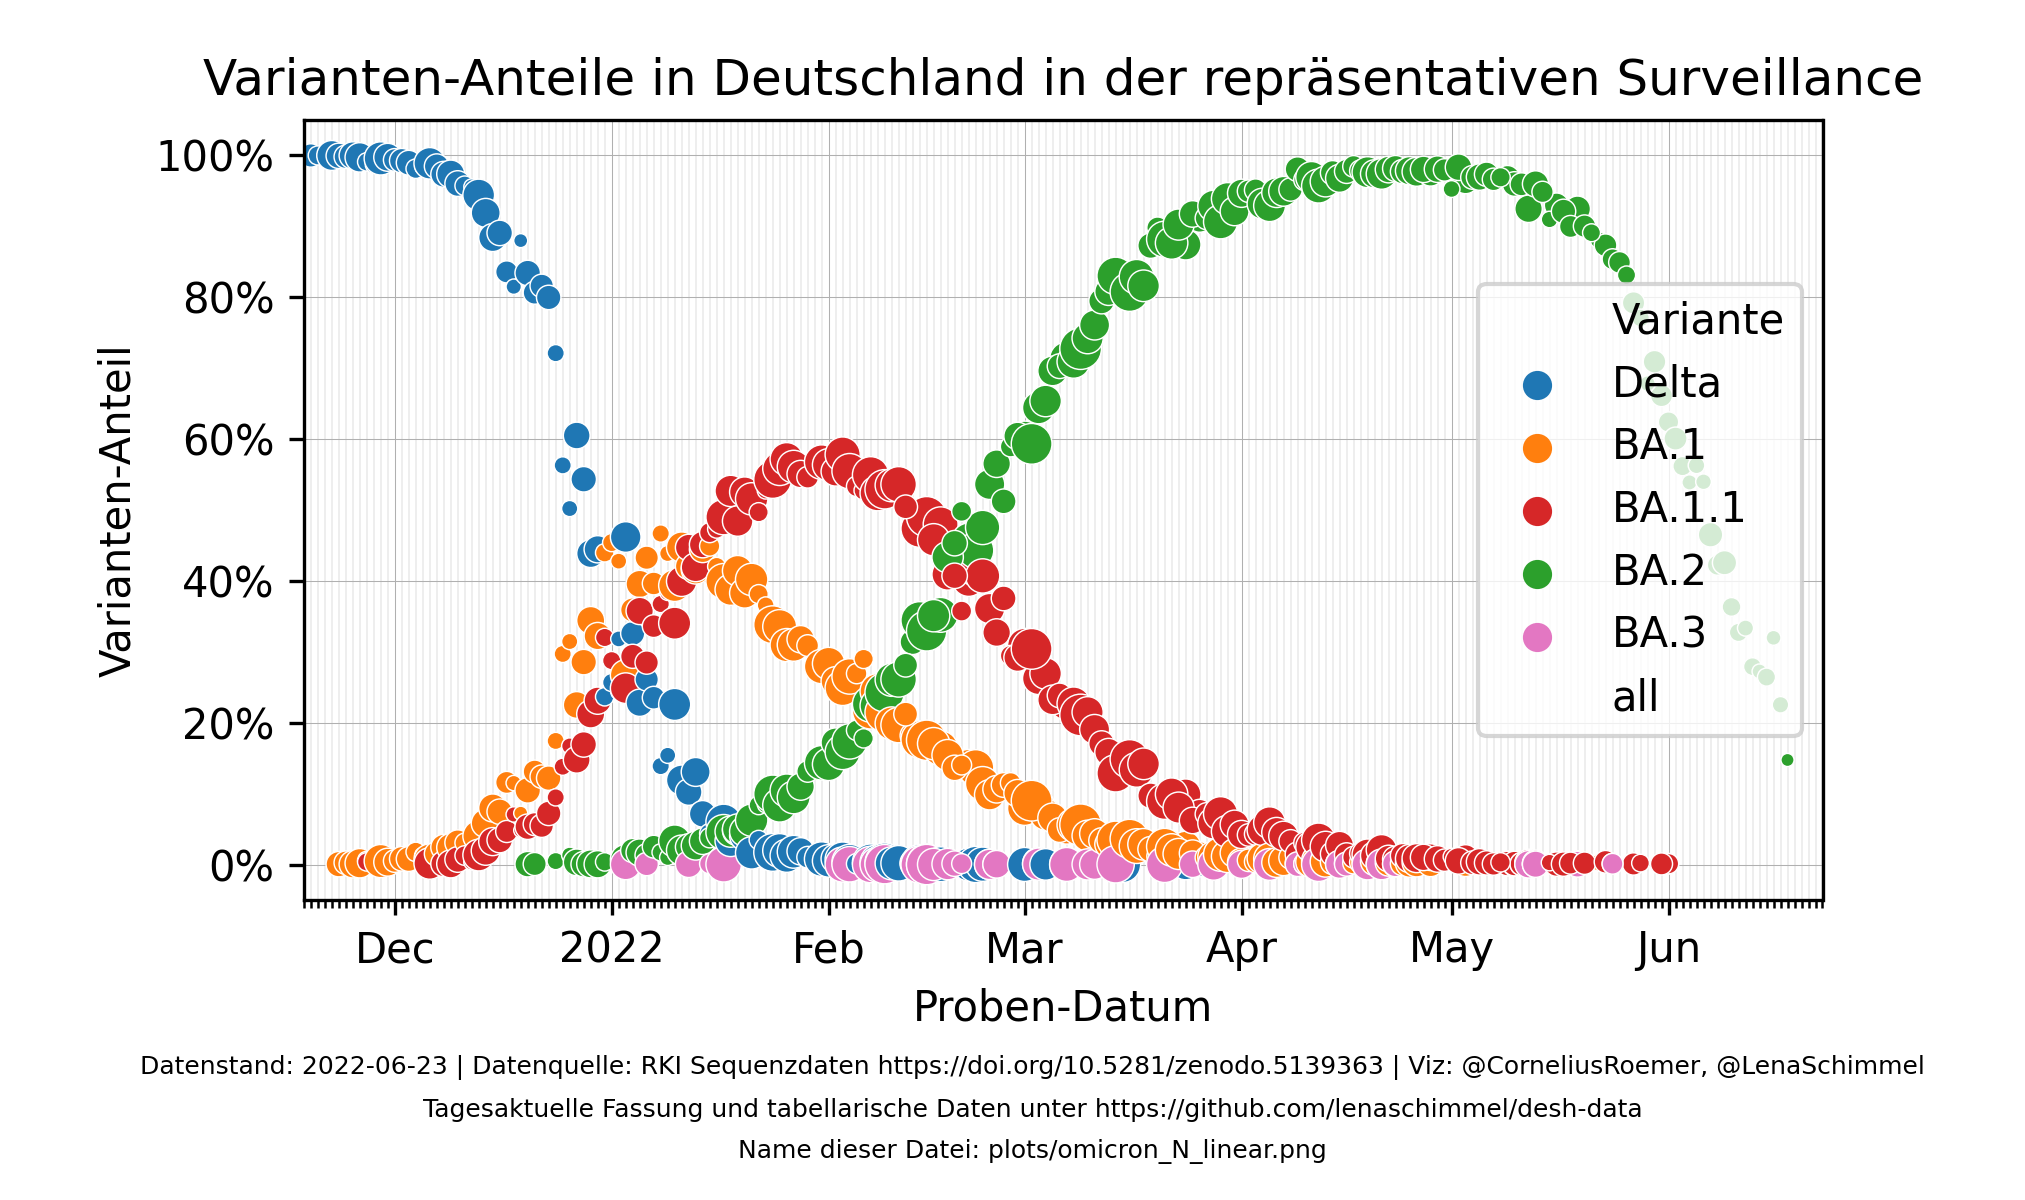 Varianten-Anteile in Deutschland in der repräsentativen Surveillance
Varianten-Anteil
100%
80%
60%
40%
20%
0%
Variante
Delta
BA.1
BA.1.1
BA.2
BA.3
all
Dec
2022
Feb
Mar
Apr
May
Jun
Proben-Datum
Datenstand: 2022-06-23 | Datenquelle: RKI Sequenzdaten https://doi.org/10.5281/zenodo.5139363 | Viz: @CorneliusRoemer, @LenaSchimmel
Tagesaktuelle Fassung und tabellarische Daten unter https://github.com/lenaschimmel/desh-data
Name dieser Datei: plots/omicron_N_linear.png